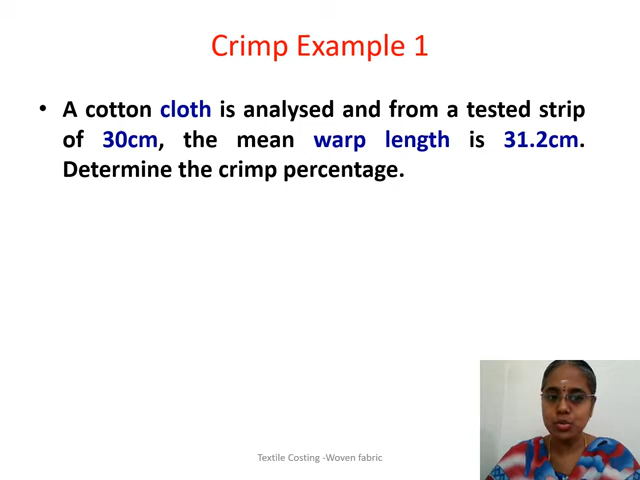 Crimp Example 1
• A cotton cloth is analysed and from a tested strip
of 30cm, the mean warp length is 31.2cm.
Determine the crimp percentage.
Textile Costing -Woven fabric